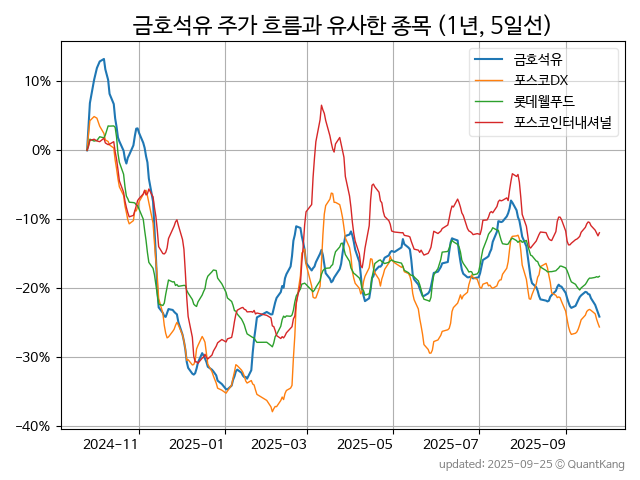 금호석유 주가 흐름과 유사한 종목 (1년, 5일선)
금호석유
포스코DX
롯데웰푸드
포스코인터내셔널
10%
0%
−10%
−20%
−30%
−40%
2024-11
2025-01
2025-03
2025-05
2025-07
2025-09
updated: 2025-09-25 © QuantKang